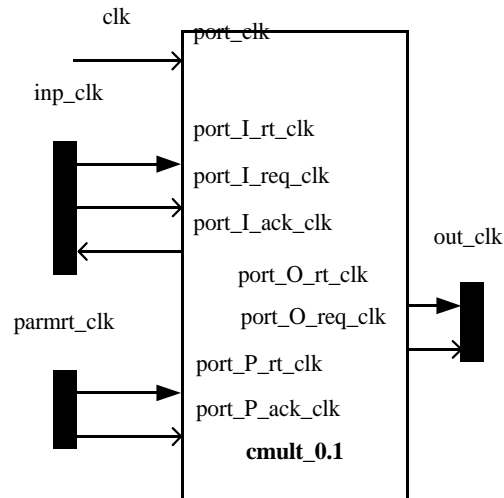 clk
port_clk
inp_clk
port_I_rt_clk
port_I_req_clk
port_I_ack_clk
out_clk
port_O_rt_clk
port_O_req_clk
parmrt_clk
port_P_rt_clk
port_P_ack_clk
cmult_0.1